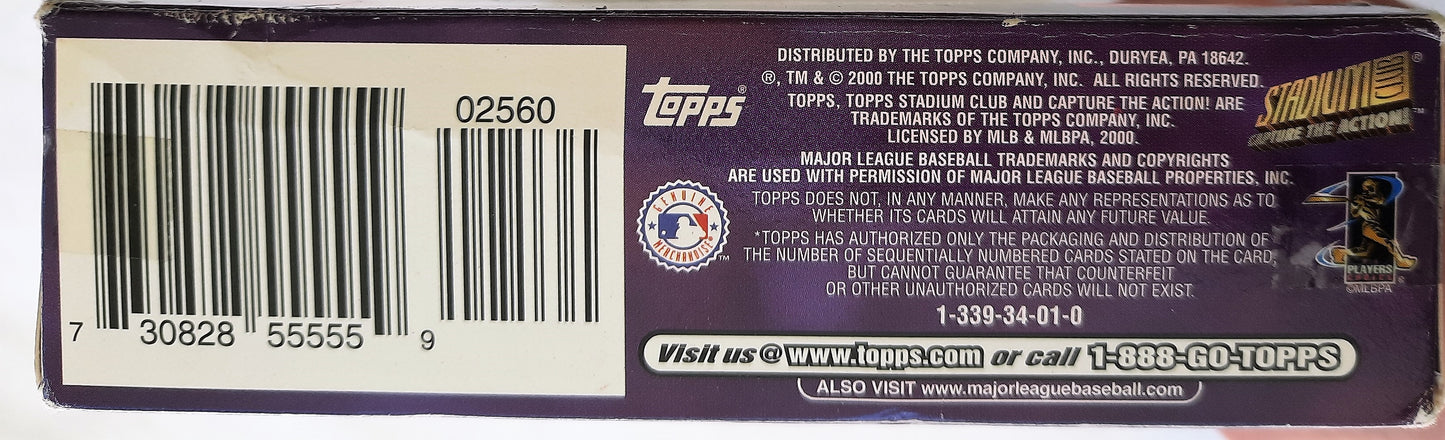 02560
7 30828 55555 9
topps®
DISTRIBUTED BY THE TOPPS COMPANY, INC., DURYEA, PA 18642.
®, TM & © 2000 THE TOPPS COMPANY, INC. ALL RIGHTS RESERVED.
TOPPS, TOPPS STADIUM CLUB AND CAPTURE THE ACTION! ARE
TRADEMARKS OF THE TOPPS COMPANY, INC.
LICENSED BY MLB & MLBPA, 2000.
MAJOR LEAGUE BASEBALL TRADEMARKS AND COPYRIGHTS
ARE USED WITH PERMISSION OF MAJOR LEAGUE BASEBALL PROPERTIES, INC.
TOPPS DOES NOT, IN ANY MANNER, MAKE ANY REPRESENTATIONS AS TO
WHETHER ITS CARDS WILL ATTAIN ANY FUTURE VALUE.
*TOPPS HAS AUTHORIZED ONLY THE PACKAGING AND DISTRIBUTION OF
THE NUMBER OF SEQUENTIALLY NUMBERED CARDS STATED ON THE CARD,
BUT CANNOT GUARANTEE THAT COUNTERFEIT
OR OTHER UNAUTHORIZED CARDS WILL NOT EXIST.
1-339-34-01-0
STADIUM CLUB®
CAPTURE THE ACTION!™
GENUINE
MERCHANDISE™
PLAYERS
CHOICE®
©MLBPA
Visit us @ www.topps.com or call 1-888-GO-TOPPS
ALSO VISIT www.majorleaguebaseball.com